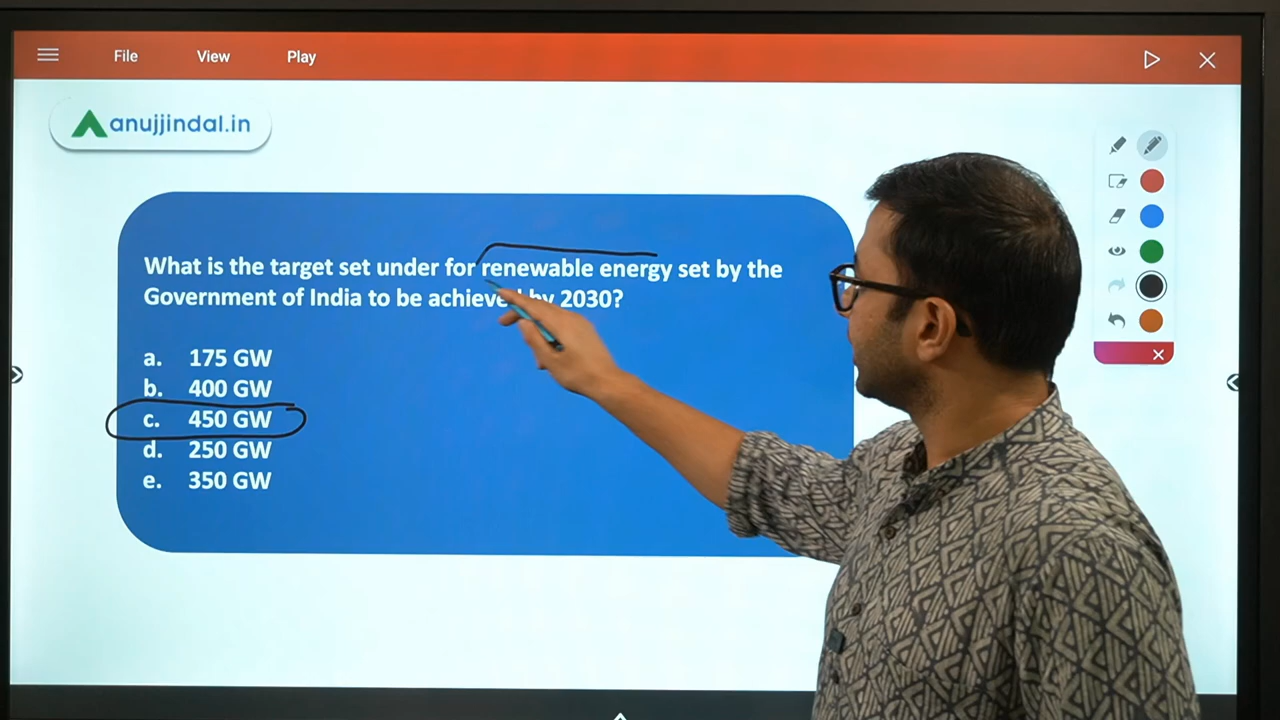 File View Play
anujjindal.in
What is the target set under for renewable energy set by the
Government of India to be achieved by 2030?
a. 175 GW
b. 400 GW
c. 450 GW
d. 250 GW
e. 350 GW